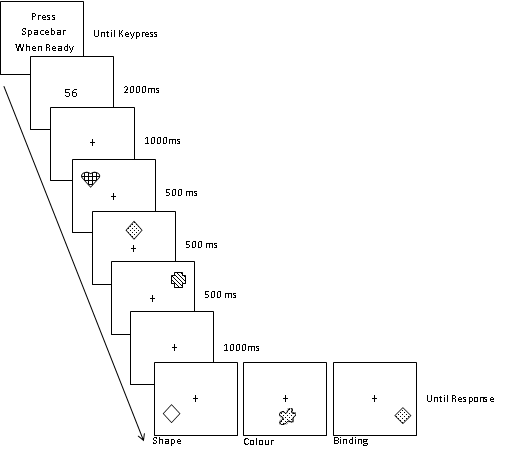 Press
Spacebar
When Ready
Until Keypress
56
2000ms
+
1000ms
+
500 ms
+
500 ms
+
500 ms
+
1000ms
+ + +
Until Response
Shape
Colour
Binding